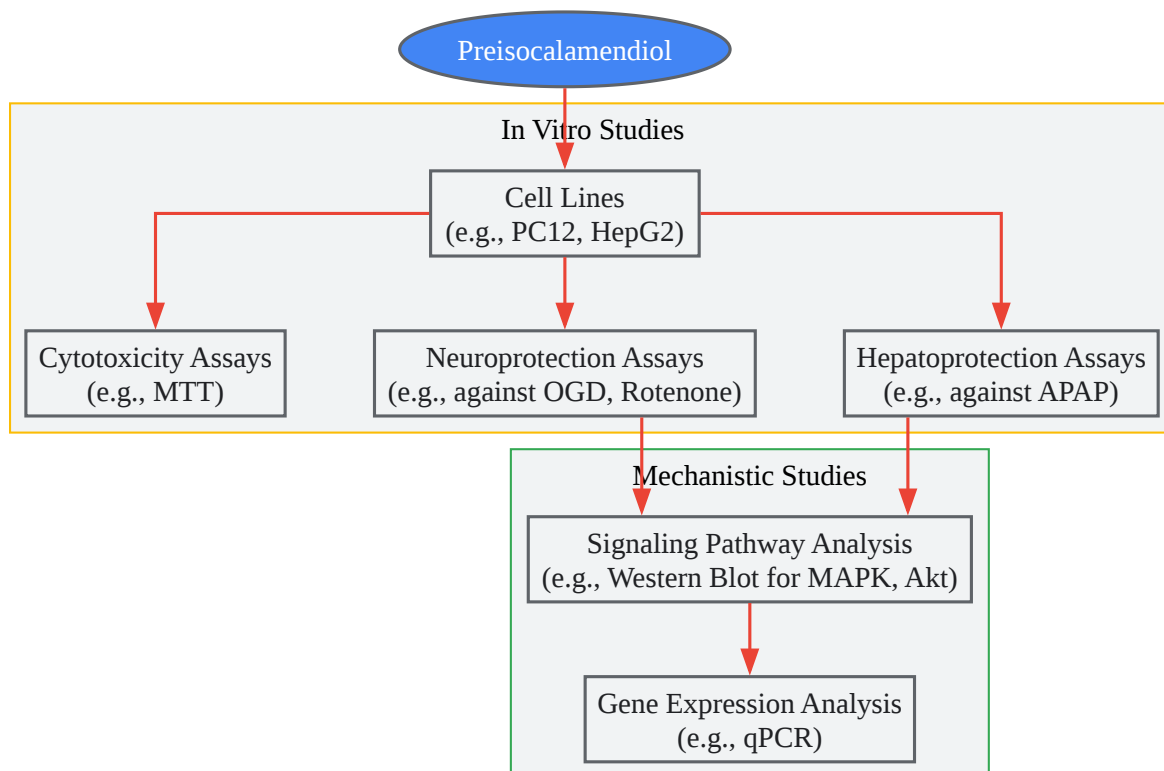 Preisocalamendiol
In Vitro Studies
Cell Lines
(e.g., PC12, HepG2)
Cytotoxicity Assays
(e.g., MTT)
Neuroprotection Assays
(e.g., against OGD, Rotenone)
Hepatoprotection Assays
(e.g., against APAP)
Mechanistic Studies
Signaling Pathway Analysis
(e.g., Western Blot for MAPK, Akt)
Gene Expression Analysis
(e.g., qPCR)